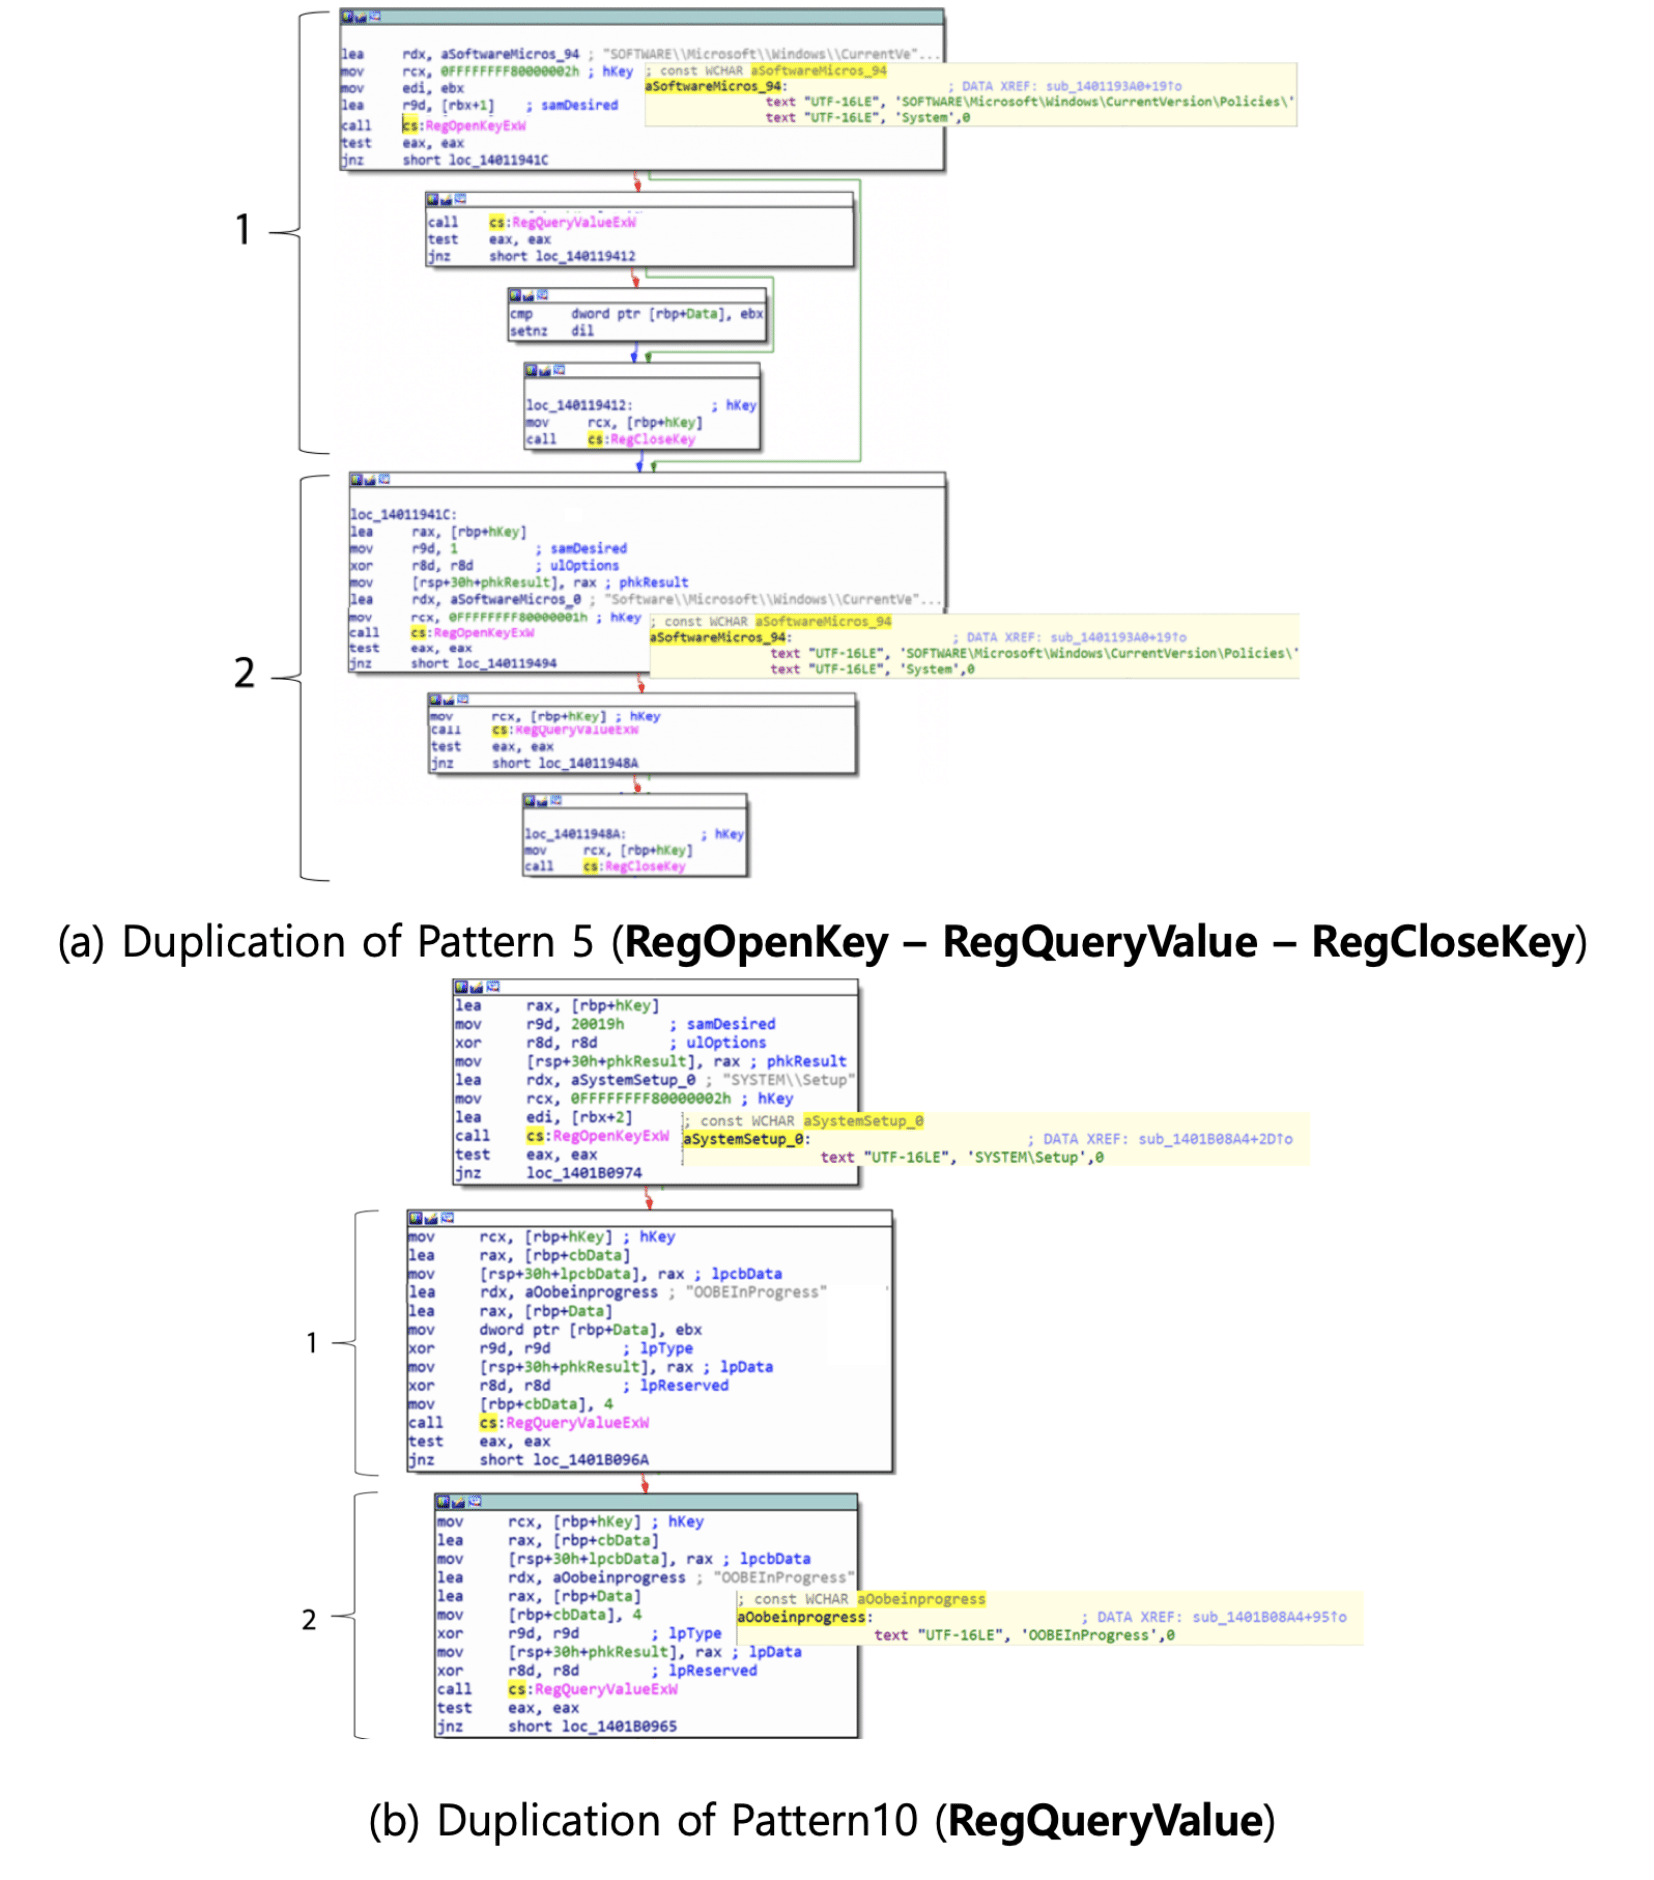 lea rdx, aSoftwareMicros_94 ; "SOFTWARE\\Microsoft\\Windows\\CurrentVe"...
mov rcx, 0FFFFFFFF80000002h ; hKey
mov edi, ebx
lea r9d, [rbx+1] ; samDesired
call cs:RegOpenKeyExW
test eax, eax
jnz short loc_14011941C
; const WCHAR aSoftwareMicros_94
aSoftwareMicros_94: ; DATA XREF: sub_1401193A0+19↑o
text "UTF-16LE", 'SOFTWARE\Microsoft\Windows\CurrentVersion\Policies\'
text "UTF-16LE", 'System',0
1
call cs:RegQueryValueExW
test eax, eax
jnz short loc_140119412
cmp dword ptr [rbp+Data], ebx
setnz dil
loc_140119412: ; hKey
mov rcx, [rbp+hKey]
call cs:RegCloseKey
2
loc_14011941C:
lea rax, [rbp+hKey]
mov r9d, 1 ; samDesired
xor r8d, r8d ; ulOptions
mov [rsp+30h+phkResult], rax ; phkResult
lea rdx, aSoftwareMicros_0 ; "Software\\Microsoft\\Windows\\CurrentVe"...
mov rcx, 0FFFFFFFF80000001h ; hKey
call cs:RegOpenKeyExW
test eax, eax
jnz short loc_140119494
; const WCHAR aSoftwareMicros_94
aSoftwareMicros_94: ; DATA XREF: sub_1401193A0+19↑o
text "UTF-16LE", 'SOFTWARE\Microsoft\Windows\CurrentVersion\Policies\'
text "UTF-16LE", 'System',0
mov rcx, [rbp+hKey] ; hKey
call cs:RegQueryValueExW
test eax, eax
jnz short loc_14011948A
loc_14011948A: ; hKey
mov rcx, [rbp+hKey]
call cs:RegCloseKey
(a) Duplication of Pattern 5 (RegOpenKey – RegQueryValue – RegCloseKey)
lea rax, [rbp+hKey]
mov r9d, 20019h ; samDesired
xor r8d, r8d ; ulOptions
mov [rsp+30h+phkResult], rax ; phkResult
lea rdx, aSystemSetup_0 ; "SYSTEM\\Setup"
mov rcx, 0FFFFFFFF80000002h ; hKey
lea edi, [rbx+2]
call cs:RegOpenKeyExW
test eax, eax
jnz loc_1401B0974
; const WCHAR aSystemSetup_0
aSystemSetup_0: ; DATA XREF: sub_1401B08A4+2D↑o
text "UTF-16LE", 'SYSTEM\Setup',0
1
mov rcx, [rbp+hKey] ; hKey
lea rax, [rbp+cbData]
mov [rsp+30h+lpcbData], rax ; lpcbData
lea rdx, aOobeinprogress ; "OOBEInProgress"
lea rax, [rbp+Data]
mov dword ptr [rbp+Data], ebx
xor r9d, r9d ; lpType
mov [rsp+30h+phkResult], rax ; lpData
xor r8d, r8d ; lpReserved
mov [rbp+cbData], 4
call cs:RegQueryValueExW
test eax, eax
jnz short loc_1401B096A
2
mov rcx, [rbp+hKey] ; hKey
lea rax, [rbp+cbData]
mov [rsp+30h+lpcbData], rax ; lpcbData
lea rdx, aOobeinprogress ; "OOBEInProgress"
lea rax, [rbp+Data]
mov [rbp+cbData], 4
xor r9d, r9d ; lpType
mov [rsp+30h+phkResult], rax ; lpData
xor r8d, r8d ; lpReserved
call cs:RegQueryValueExW
test eax, eax
jnz short loc_1401B0965
; const WCHAR aOobeinprogress
aOobeinprogress: ; DATA XREF: sub_1401B08A4+95↑o
text "UTF-16LE", 'OOBEInProgress',0
(b) Duplication of Pattern10 (RegQueryValue)